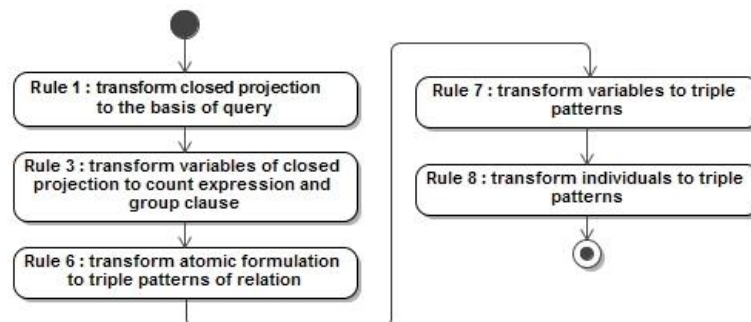 Rule 1 : transform closed projection
to the basis of query
Rule 3 : transform variables of closed
projection to count expression and
group clause
Rule 6 : transform atomic formulation
to triple patterns of relation
Rule 7 : transform variables to triple
patterns
Rule 8 : transform individuals to triple
patterns